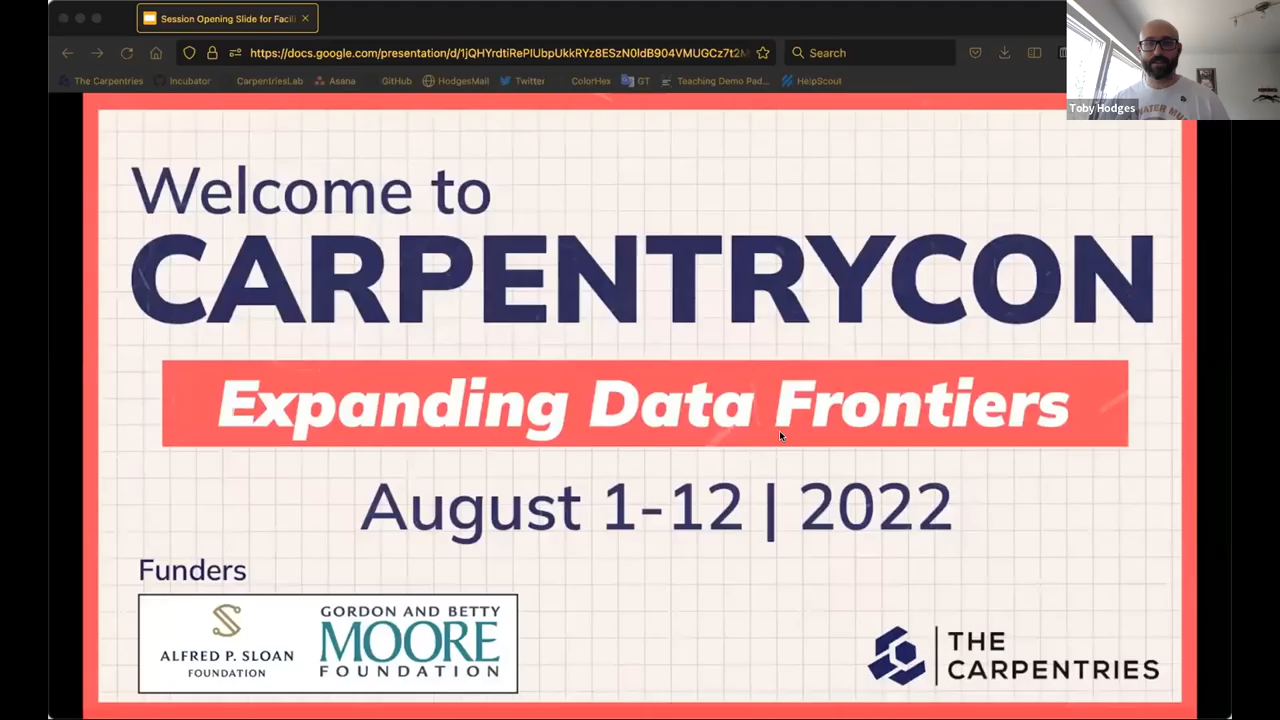 Session Opening Slide for Facili
https://docs.google.com/presentation/d/1jQHYrdtiRePIUbpUkkRYz8ESzN0ldB904VMUGCz7t2M
Search
The Carpentries
Incubator
CarpentriesLab
Asana
GitHub
HodgesMail
Twitter
ColorHex
GT
Teaching Demo Pad...
HelpScout
Toby Hodges
Welcome to
CARPENTRYCON
Expanding Data Frontiers
August 1-12 | 2022
Funders
ALFRED P. SLOAN
FOUNDATION
GORDON AND BETTY
MOORE
FOUNDATION
THE
CARPENTRIES